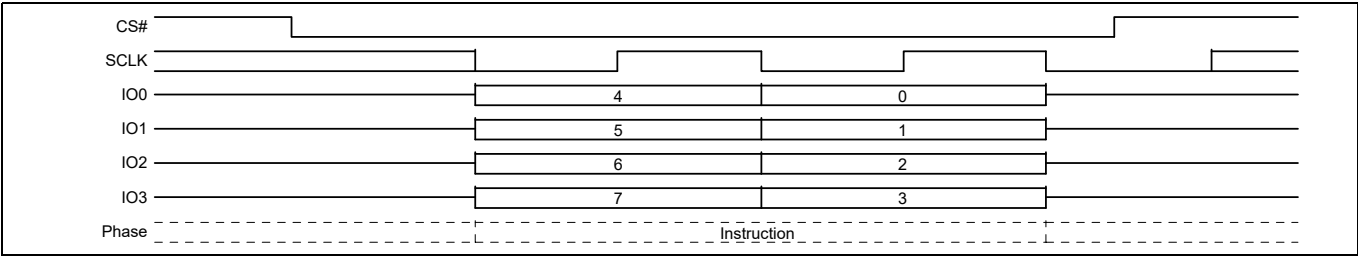 CS#
SCLK
IO0 4 0
IO1 5 1
IO2 6 2
IO3 7 3
Phase Instruction